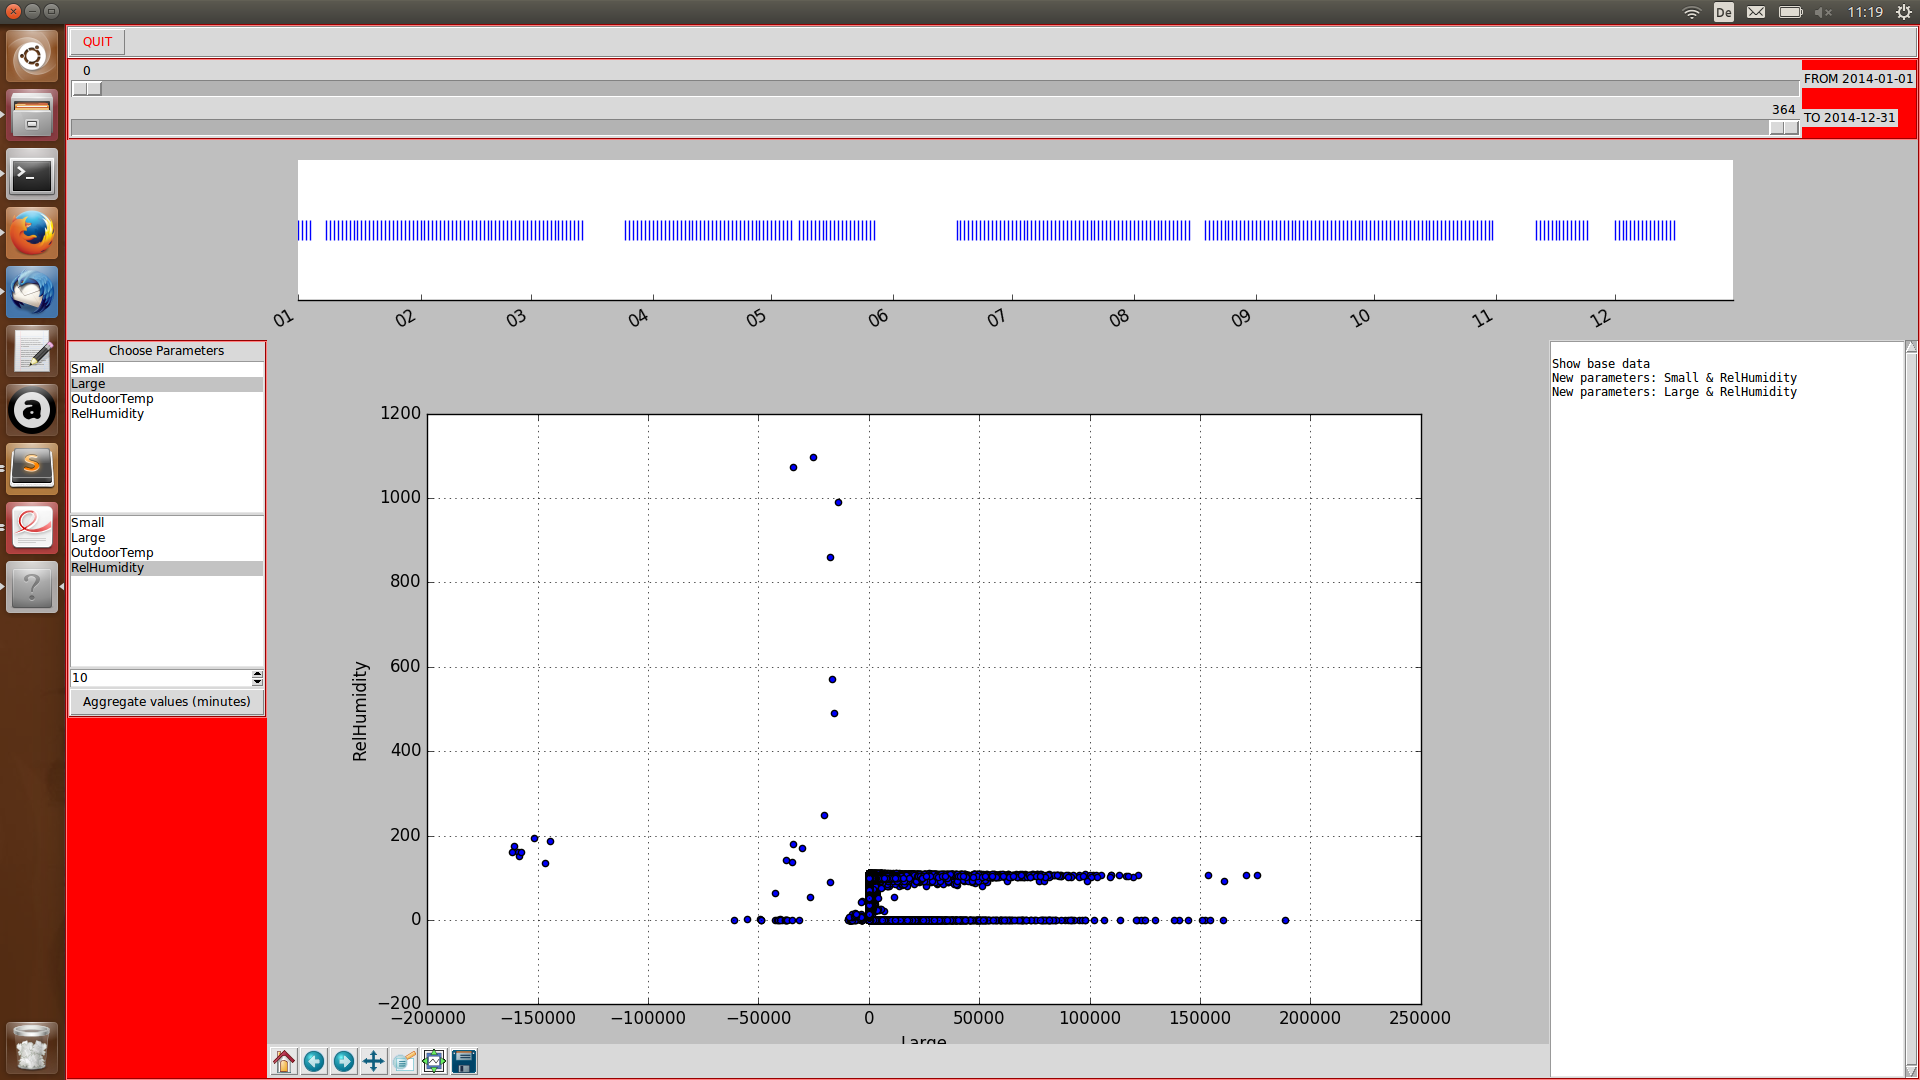 De 11:19
QUIT
0
FROM 2014-01-01
364
TO 2014-12-31
01 02 03 04 05 06 07 08 09 10 11 12
Choose Parameters
Small
Large
OutdoorTemp
RelHumidity
Small
Large
OutdoorTemp
RelHumidity
10
Aggregate values (minutes)
1200
1000
800
600
400
200
0
−200
RelHumidity
−200000 −150000 −100000 −50000 0 50000 100000 150000 200000 250000
Large
Show base data
New parameters: Small & RelHumidity
New parameters: Large & RelHumidity